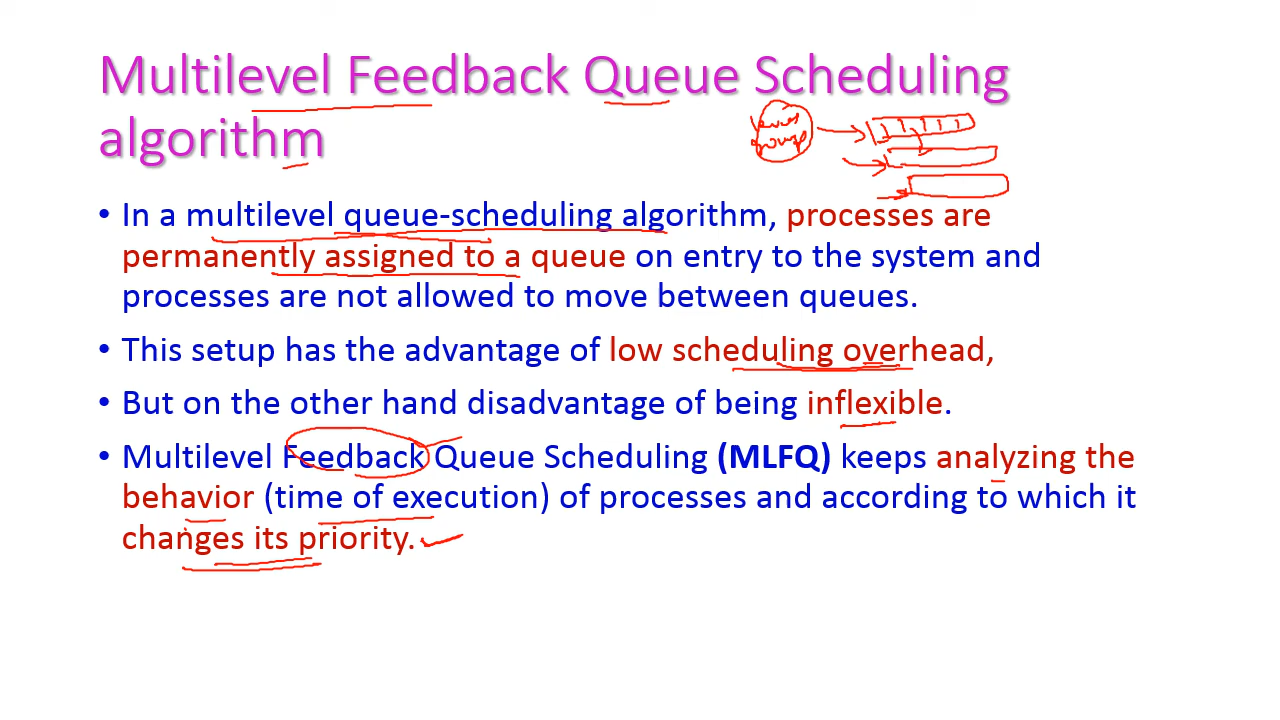 Multilevel Feedback Queue Scheduling
algorithm
• In a multilevel queue-scheduling algorithm, processes are
permanently assigned to a queue on entry to the system and
processes are not allowed to move between queues.
• This setup has the advantage of low scheduling overhead,
• But on the other hand disadvantage of being inflexible.
• Multilevel Feedback Queue Scheduling (MLFQ) keeps analyzing the
behavior (time of execution) of processes and according to which it
changes its priority.